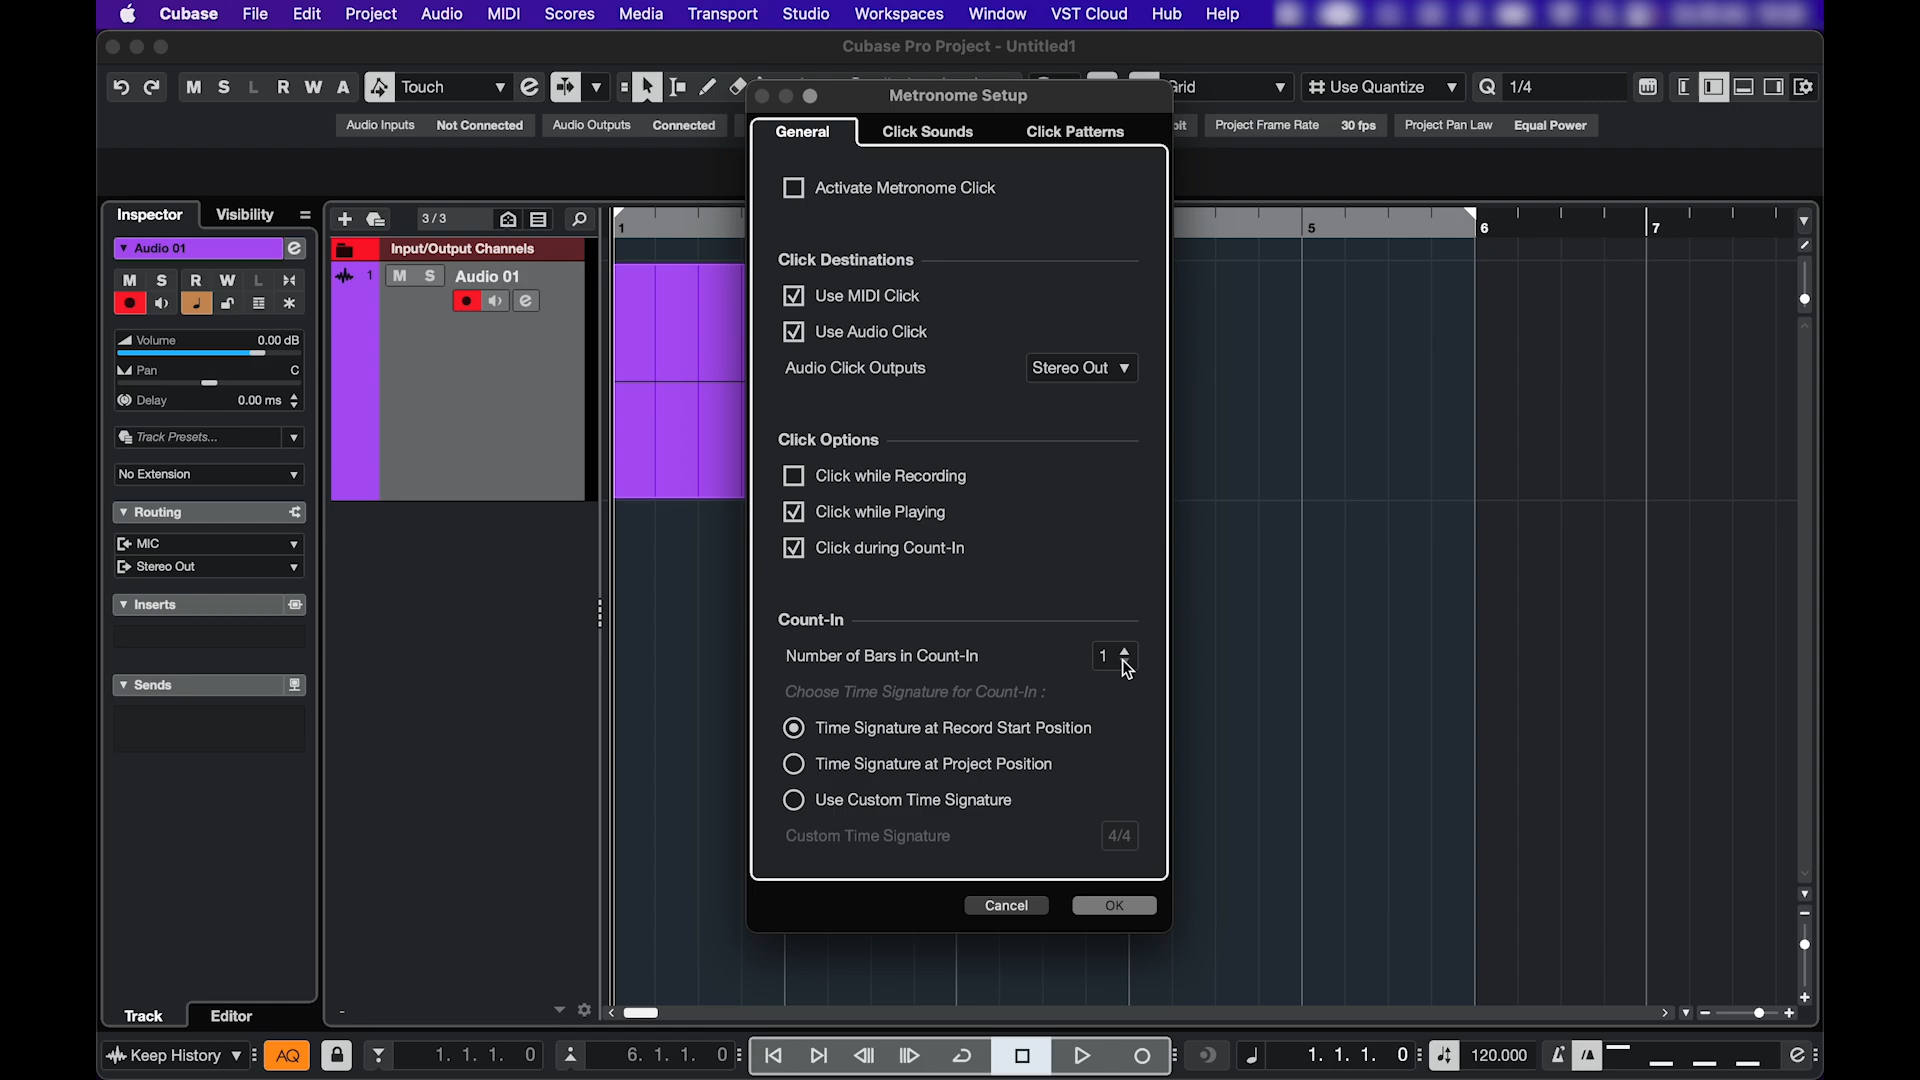 Cubase File Edit Project Audio MIDI Scores Media Transport Studio Workspaces Window VST Cloud Hub Help
Cubase Pro Project - Untitled1
M S L R W A Touch
Use Quantize Q 1/4
Audio Inputs Not Connected Audio Outputs Connected
Project Frame Rate 30 fps Project Pan Law Equal Power
Metronome Setup
General Click Sounds Click Patterns
Activate Metronome Click
Click Destinations
Use MIDI Click
Use Audio Click
Audio Click Outputs Stereo Out
Click Options
Click while Recording
Click while Playing
Click during Count-In
Count-In
Number of Bars in Count-In 1
Choose Time Signature for Count-In :
Time Signature at Record Start Position
Time Signature at Project Position
Use Custom Time Signature
Custom Time Signature 4/4
Cancel OK
Inspector Visibility
Audio 01
M S R W L
Volume 0.00 dB
Pan C
Delay 0.00 ms
Track Presets...
No Extension
Routing
MIC
Stereo Out
Inserts
Sends
Track Editor
3/3
Input/Output Channels
1 M S Audio 01
1 5 6 7
Keep History AQ 1. 1. 1. 0 6. 1. 1. 0 1. 1. 1. 0 120.000